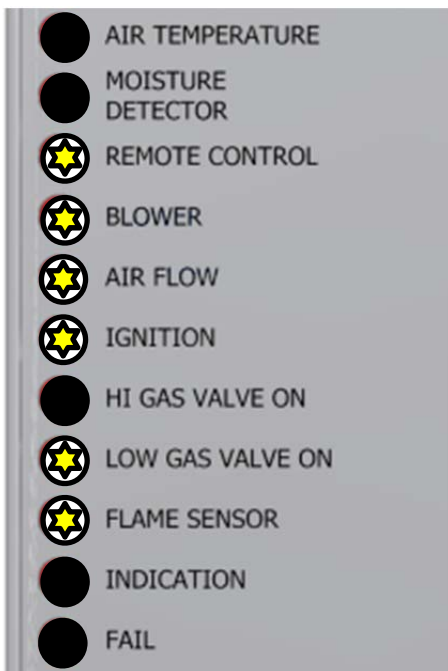 AIR TEMPERATURE
MOISTURE
DETECTOR
REMOTE CONTROL
BLOWER
AIR FLOW
IGNITION
HI GAS VALVE ON
LOW GAS VALVE ON
FLAME SENSOR
INDICATION
FAIL